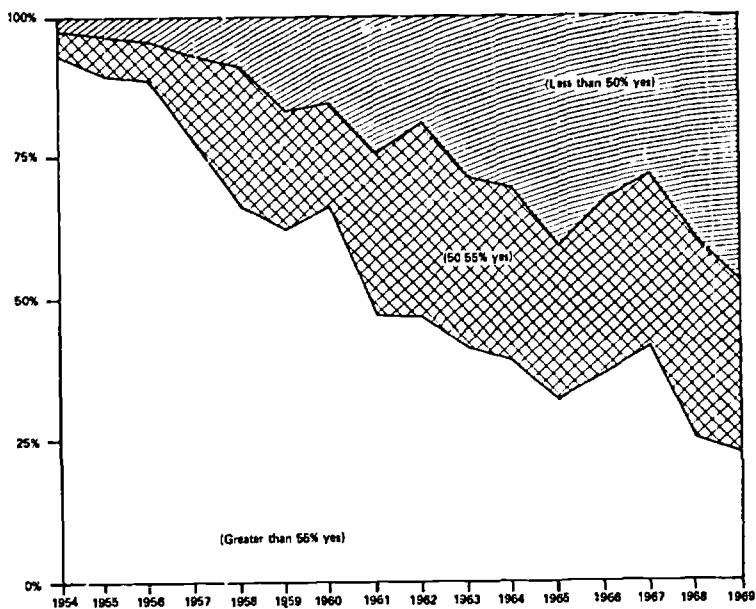 100%
(Less than 50% yes)
75%
(50 55% yes)
50%
25%
(Greater than 55% yes)
0%
1954 1955 1956 1957 1958 1959 1960 1961 1962 1963 1964 1965 1966 1967 1968 1969